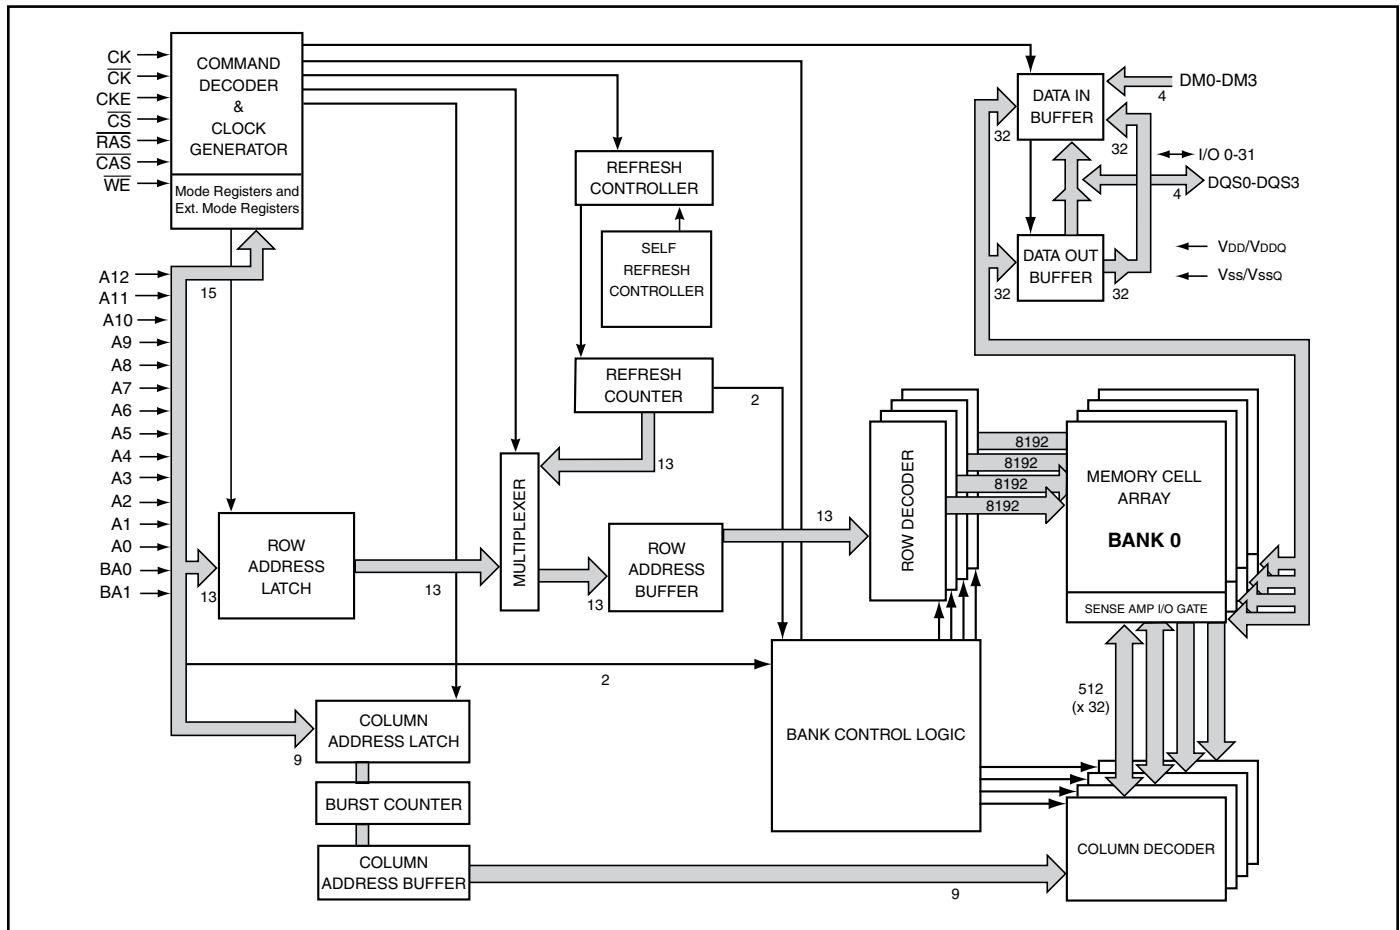 CK
CK
CKE
CS
RAS
CAS
WE
COMMAND
DECODER
&
CLOCK
GENERATOR
Mode Registers and
Ext. Mode Registers
A12
A11
A10
A9
A8
A7
A6
A5
A4
A3
A2
A1
A0
BA0
BA1
15
REFRESH
CONTROLLER
SELF
REFRESH
CONTROLLER
REFRESH
COUNTER
2
13
MULTIPLEXER
ROW
ADDRESS
LATCH
13
13
ROW
ADDRESS
BUFFER
13
13
ROW DECODER
8192
8192
8192
8192
MEMORY CELL
ARRAY
BANK 0
SENSE AMP I/O GATE
DATA IN
BUFFER
DM0-DM3
4
32
32
I/O 0-31
DQS0-DQS3
4
DATA OUT
BUFFER
32
32
VDD/VDDQ
Vss/VssQ
2
BANK CONTROL LOGIC
512
(x 32)
COLUMN
ADDRESS LATCH
9
BURST COUNTER
COLUMN
ADDRESS BUFFER
9
COLUMN DECODER